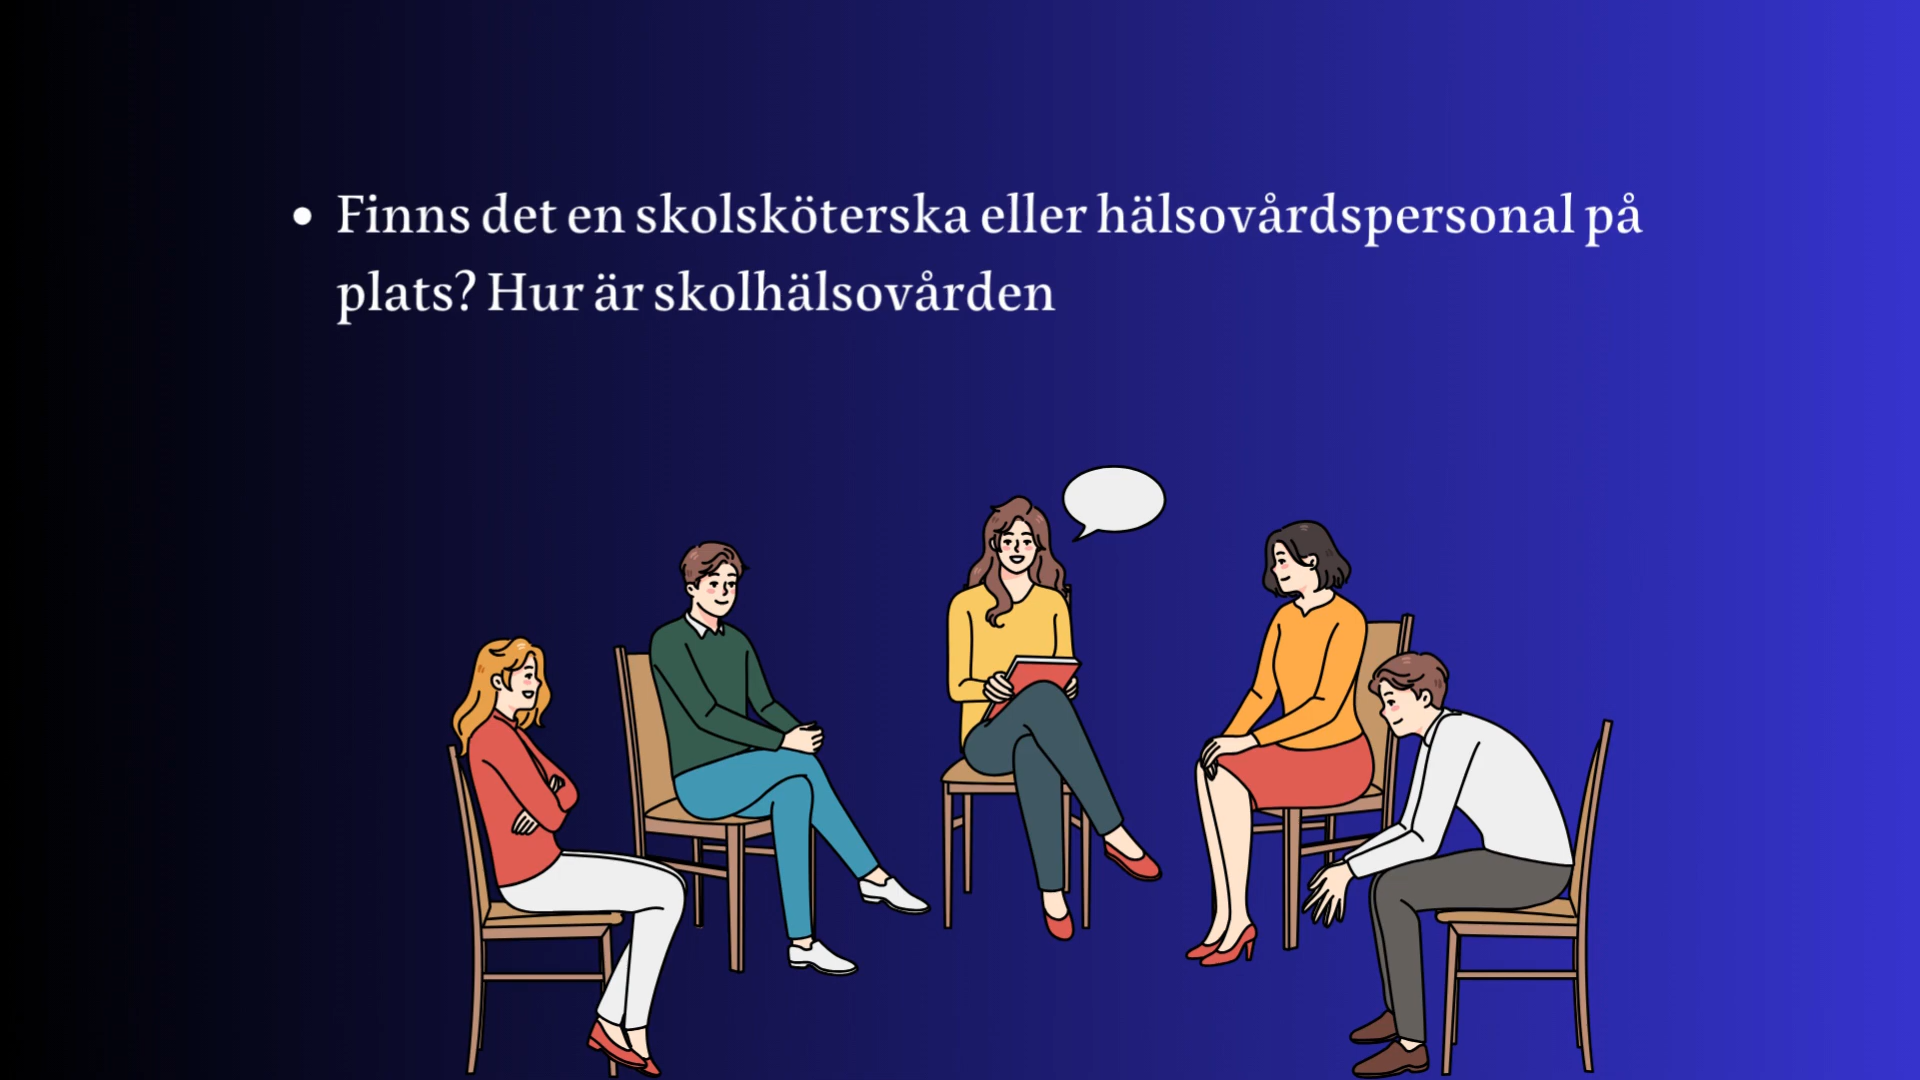 • Finns det en skolsköterska eller hälsovårdspersonal på
plats? Hur är skolhälsovården